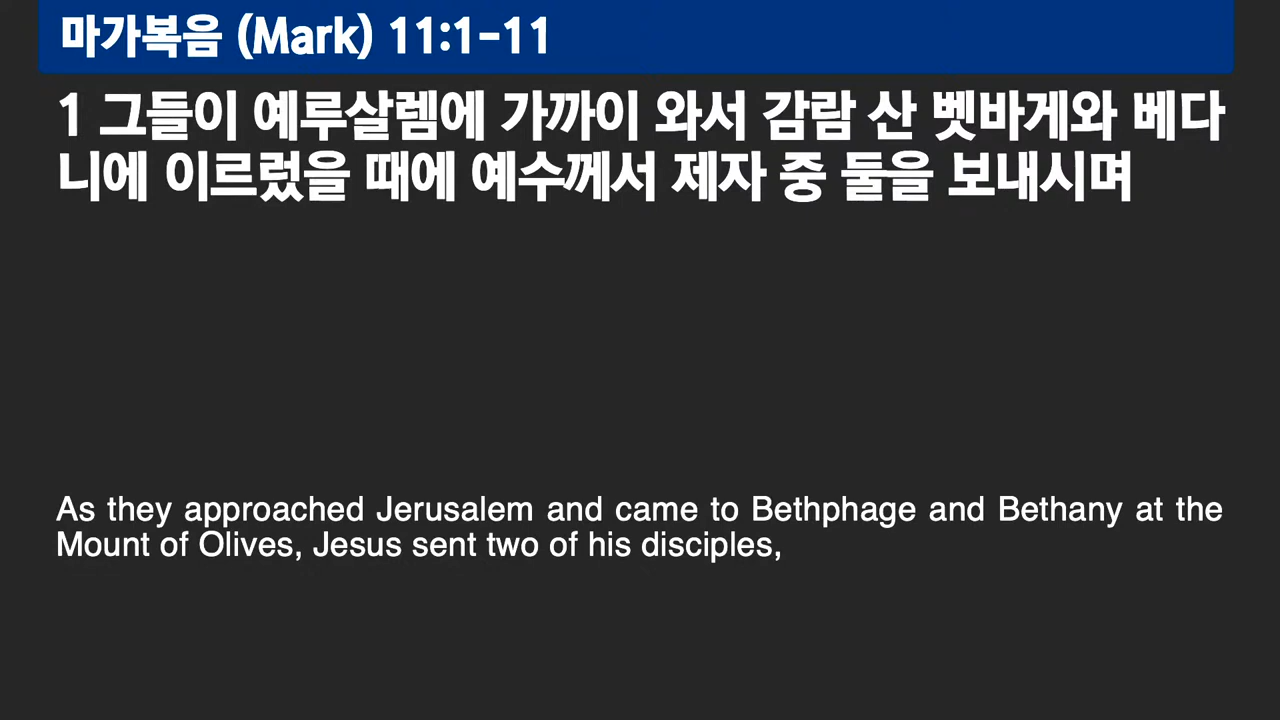 마가복음 (Mark) 11:1-11
1 그들이 예루살렘에 가까이 와서 감람 산 벳바게와 베다
니에 이르렀을 때에 예수께서 제자 중 둘을 보내시며
As they approached Jerusalem and came to Bethphage and Bethany at the
Mount of Olives, Jesus sent two of his disciples,